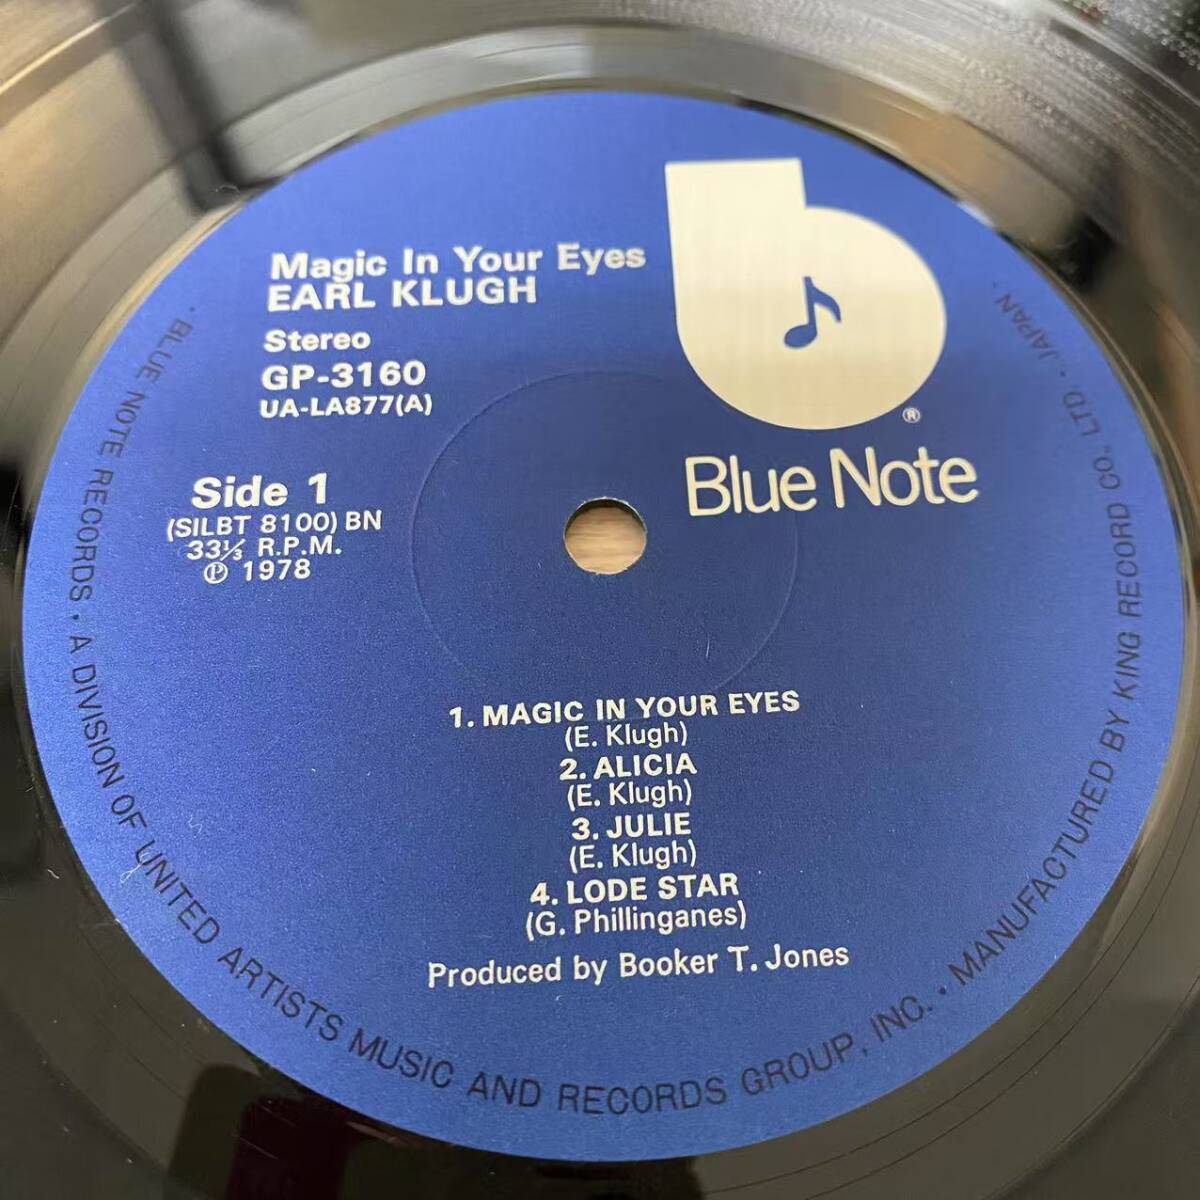 Magic In Your Eyes
EARL KLUGH
Stereo
GP-3160
UA-LA877(A)
Side 1
(SILBT 8100) BN
33⅓ R.P.M.
℗ 1978
®
Blue Note
1. MAGIC IN YOUR EYES
(E. Klugh)
2. ALICIA
(E. Klugh)
3. JULIE
(E. Klugh)
4. LODE STAR
(G. Phillinganes)
Produced by Booker T. Jones
• BLUE NOTE RECORDS • A DIVISION OF UNITED ARTISTS MUSIC AND RECORDS GROUP, INC. • MANUFACTURED BY KING RECORD CO., LTD. • JAPAN •